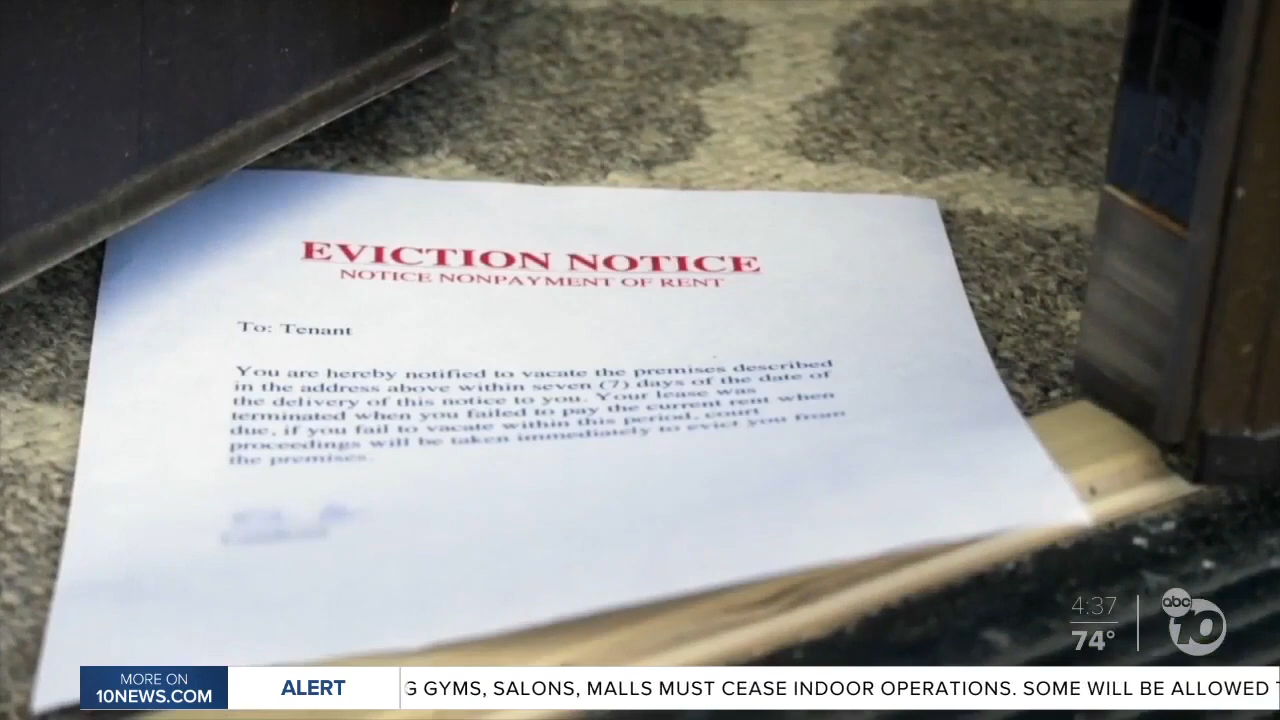 EVICTION NOTICE
NOTICE NONPAYMENT OF RENT
To: Tenant
You are hereby notified to vacate the premises described
in the address above within seven (7) days of the date of
the delivery of this notice to you. Your lease was
terminated when you failed to pay the current rent when
due, if you fail to vacate within this period, court
proceedings will be taken immediately to evict you from
the premises.
4:37
74°
abc
10
MORE ON
10NEWS.COM
ALERT
G GYMS, SALONS, MALLS MUST CEASE INDOOR OPERATIONS. SOME WILL BE ALLOWED